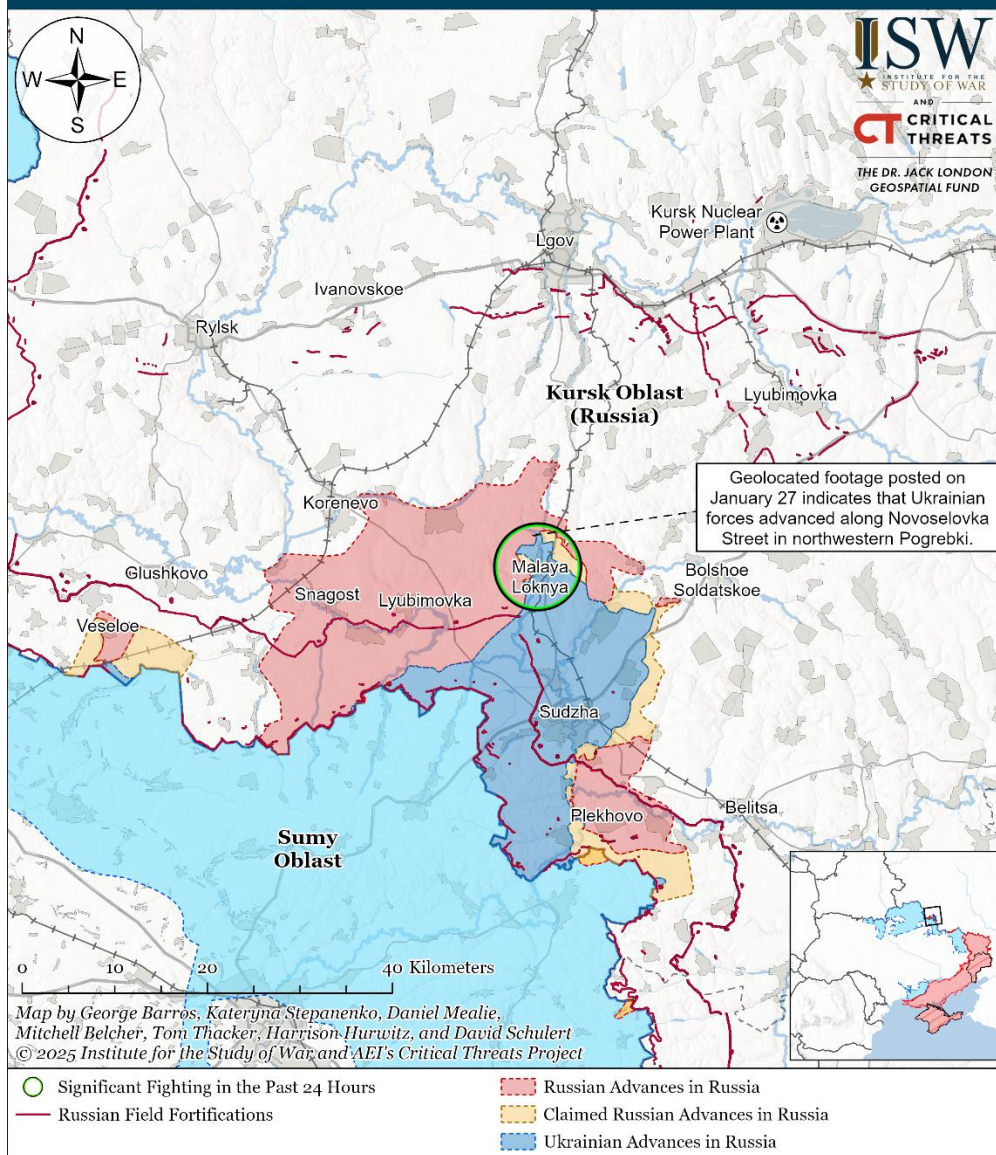 N
W E
S
ISW
INSTITUTE FOR THE
STUDY OF WAR
AND
CT CRITICAL
THREATS
THE DR. JACK LONDON
GEOSPATIAL FUND
Kursk Nuclear
Power Plant
Lgov
Ivanovskoe
Rylsk
Kursk Oblast
(Russia)
Lyubimovka
Geolocated footage posted on
January 27 indicates that Ukrainian
forces advanced along Novoselovka
Street in northwestern Pogrebki.
Korenevo
Malaya
Loknya
Glushkovo
Snagost
Lyubimovka
Bolshoe
Soldatskoe
Veseloe
Sudzha
Plekhovo
Belitsa
Sumy
Oblast
0 10 20 40 Kilometers
Map by George Barros, Kateryna Stepanenko, Daniel Mealie,
Mitchell Belcher, Tom Thacker, Harrison Hurwitz, and David Schulert
© 2025 Institute for the Study of War and AEI's Critical Threats Project
Significant Fighting in the Past 24 Hours
Russian Field Fortifications
Russian Advances in Russia
Claimed Russian Advances in Russia
Ukrainian Advances in Russia